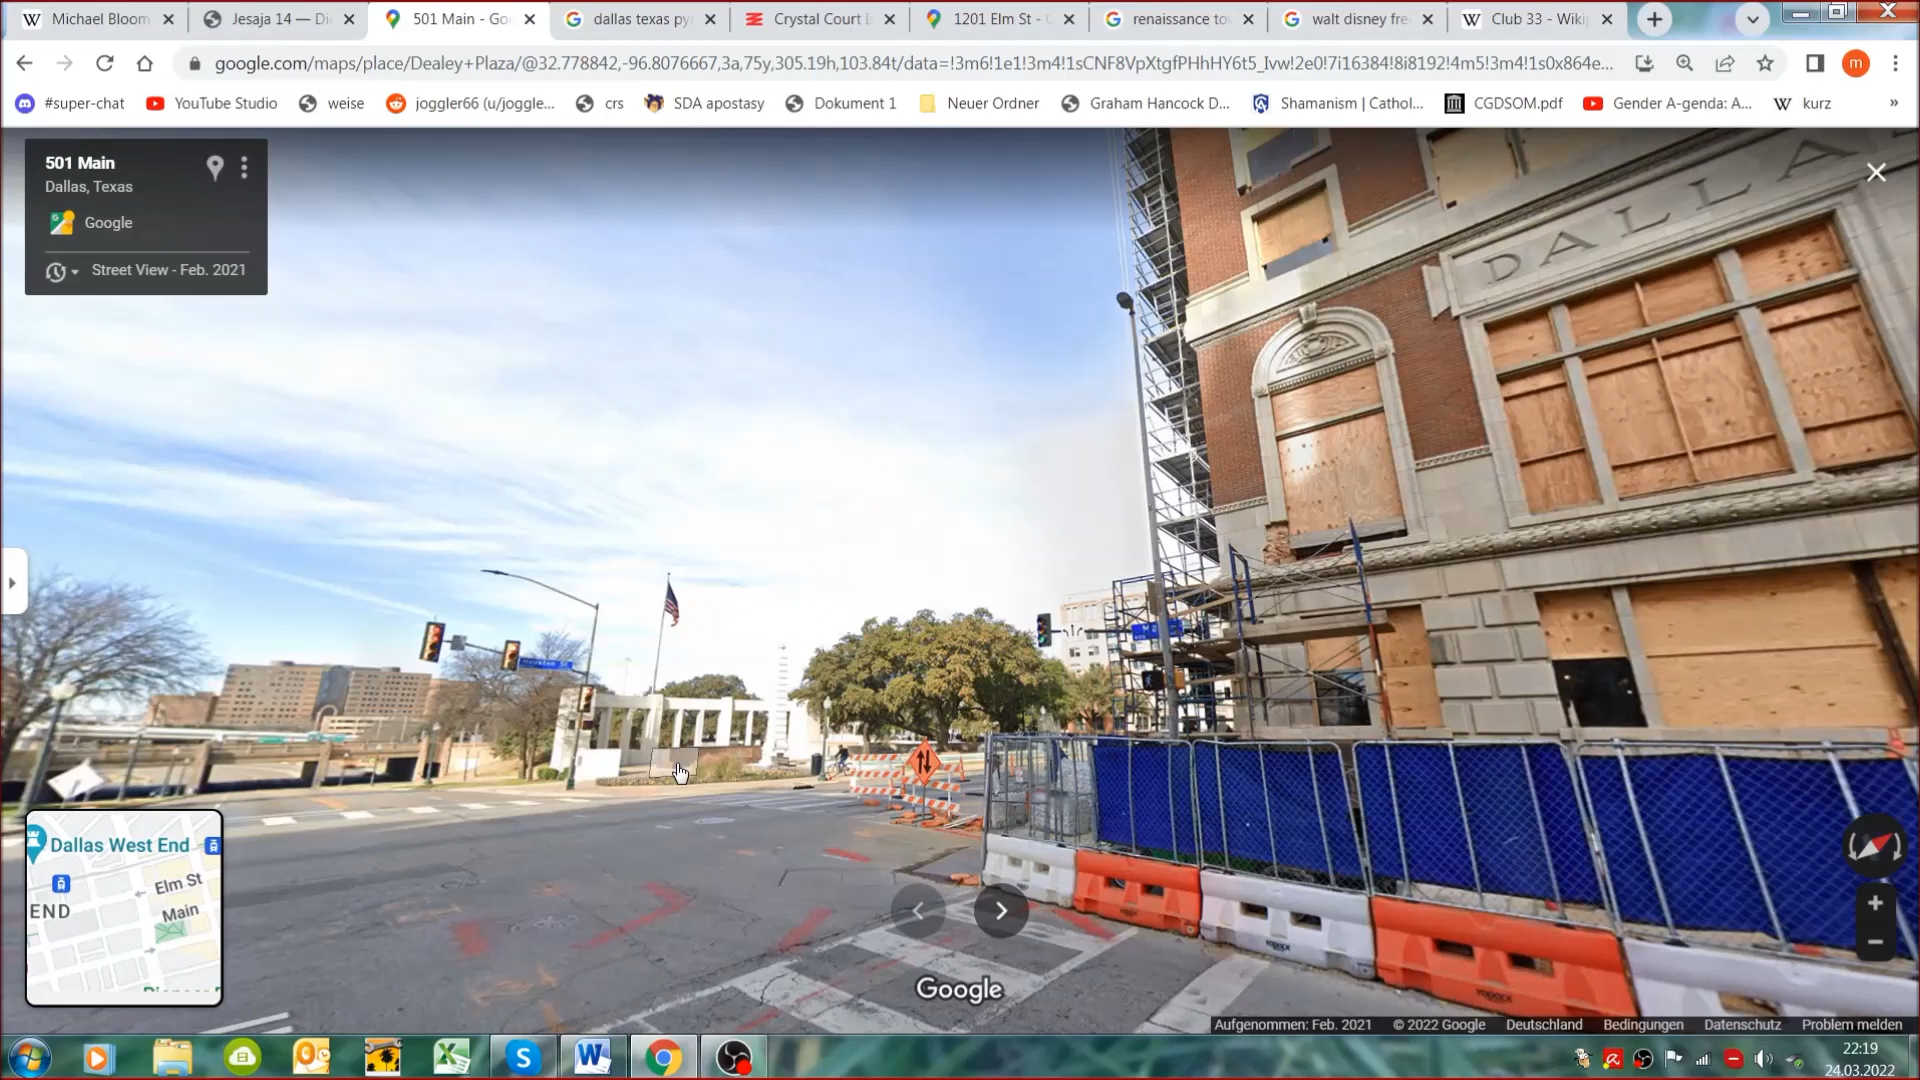 Michael Bloom
Jesaja 14 — Di
501 Main - Goo
dallas texas pyr
Crystal Court i
1201 Elm St - G
renaissance to
walt disney fre
Club 33 - Wiki
google.com/maps/place/Dealey+Plaza/@32.778842,-96.8076667,3a,75y,305.19h,103.84t/data=!3m6!1e1!3m4!1sCNF8VpXtgfPHhHY6t5_Ivw!2e0!7i16384!8i8192!4m5!3m4!1s0x864e...
m
#super-chat
YouTube Studio
weise
joggler66 (u/joggle...
crs
SDA apostasy
Dokument 1
Neuer Ordner
Graham Hancock D...
Shamanism | Cathol...
CGDSOM.pdf
Gender A-genda: A...
kurz
»
501 Main
Dallas, Texas
Google
Street View - Feb. 2021
DALLA
Houston St
Dallas West End
Elm St
END
Main
Google
Aufgenommen: Feb. 2021
© 2022 Google
Deutschland
Bedingungen
Datenschutz
Problem melden
22:19
24.03.2022